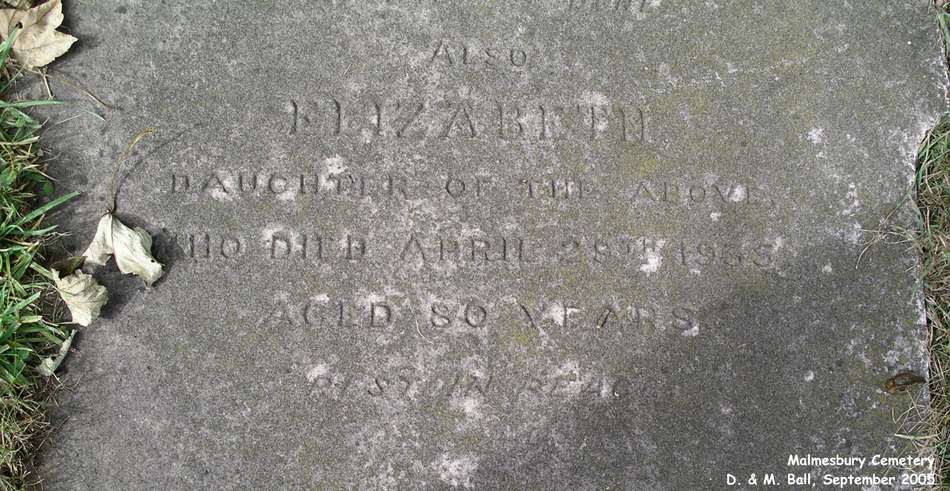 ALSO
ELIZABETH
DAUGHTER OF THE ABOVE,
WHO DIED APRIL 28TH 1933
AGED 80 YEARS
REST IN PEACE
Malmesbury Cemetery
D. & M. Ball, September 2005